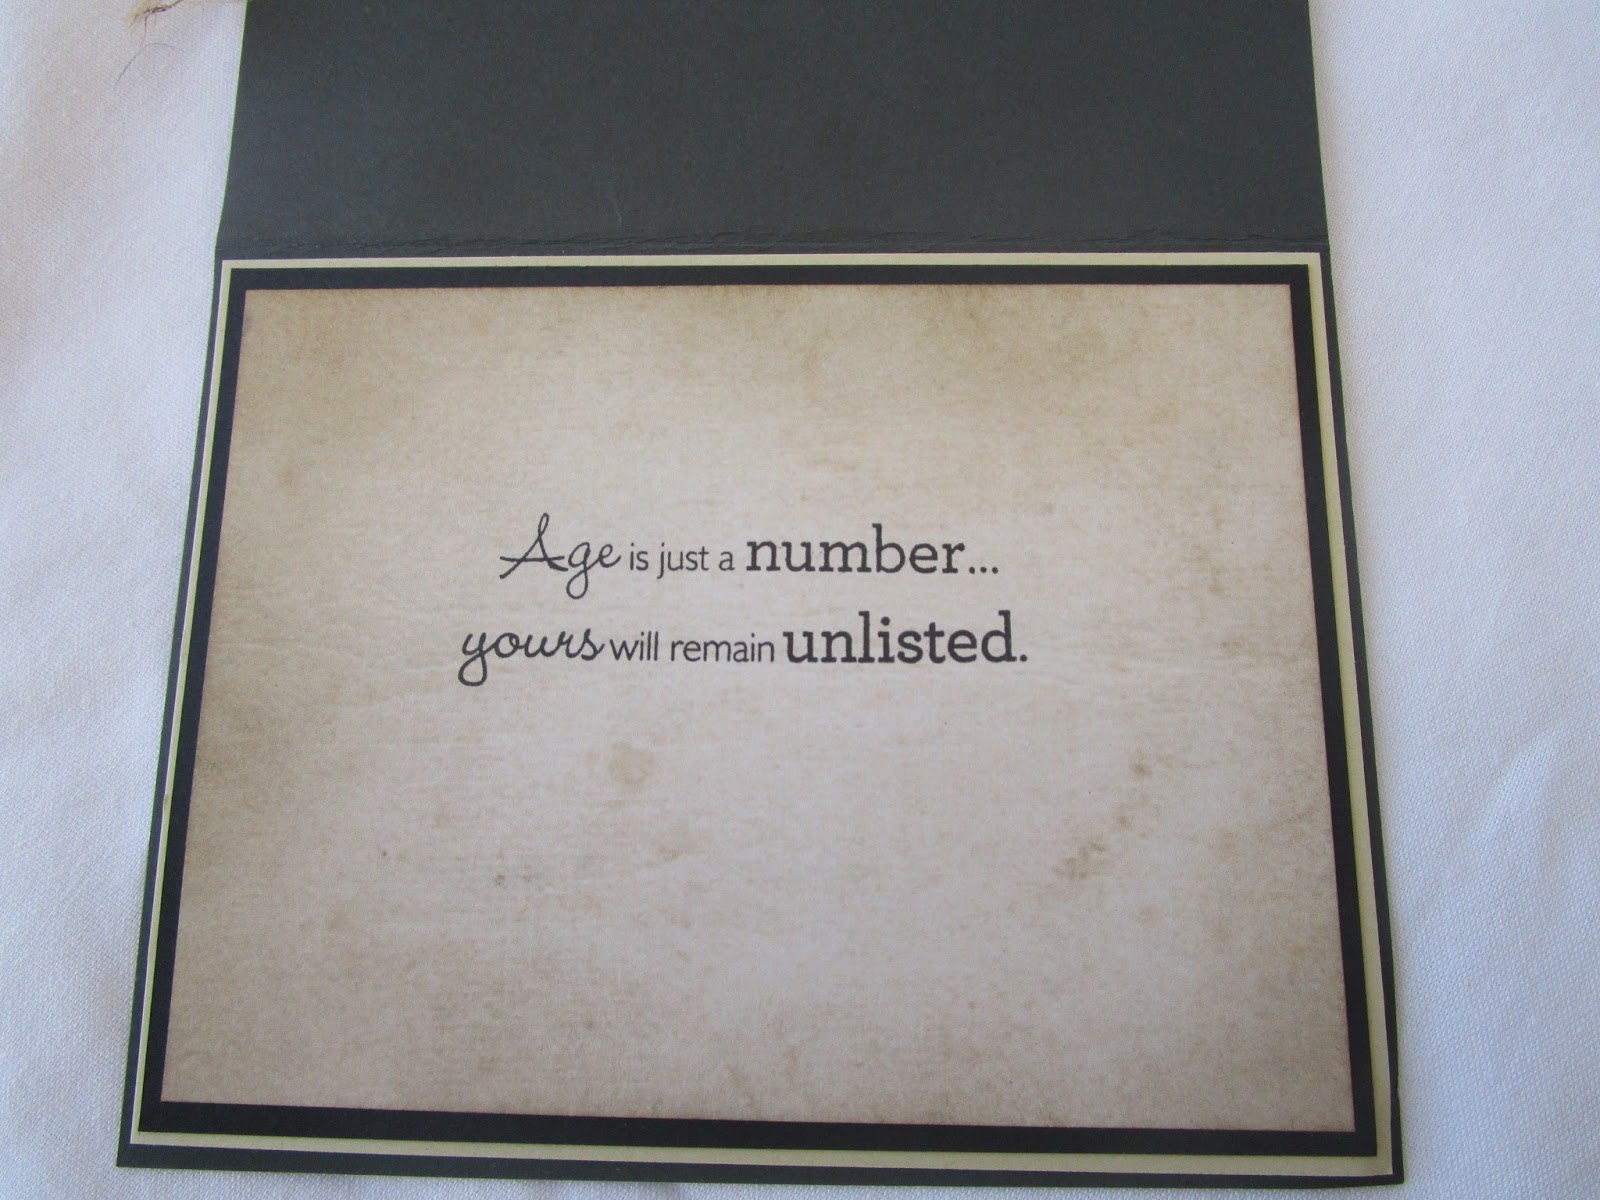 Age is just a number...
yours will remain unlisted.